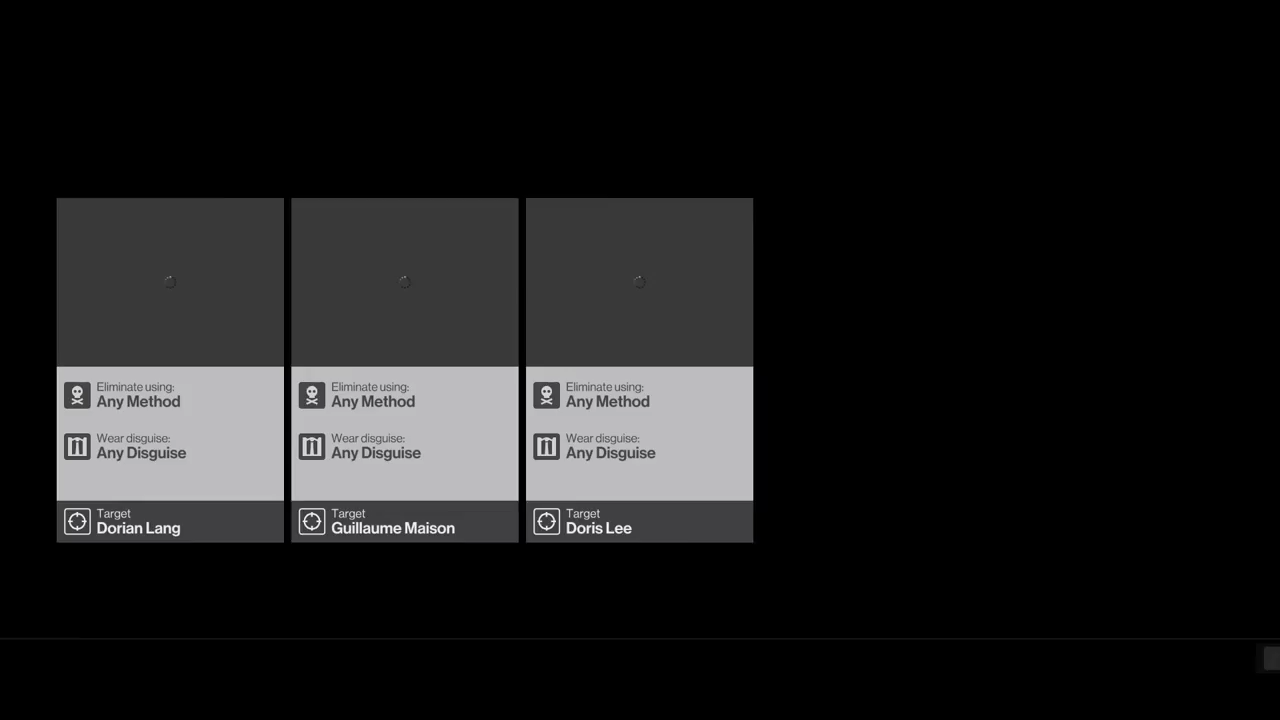 Eliminate using:
Any Method
Wear disguise:
Any Disguise
Target
Dorian Lang
Eliminate using:
Any Method
Wear disguise:
Any Disguise
Target
Guillaume Maison
Eliminate using:
Any Method
Wear disguise:
Any Disguise
Target
Doris Lee